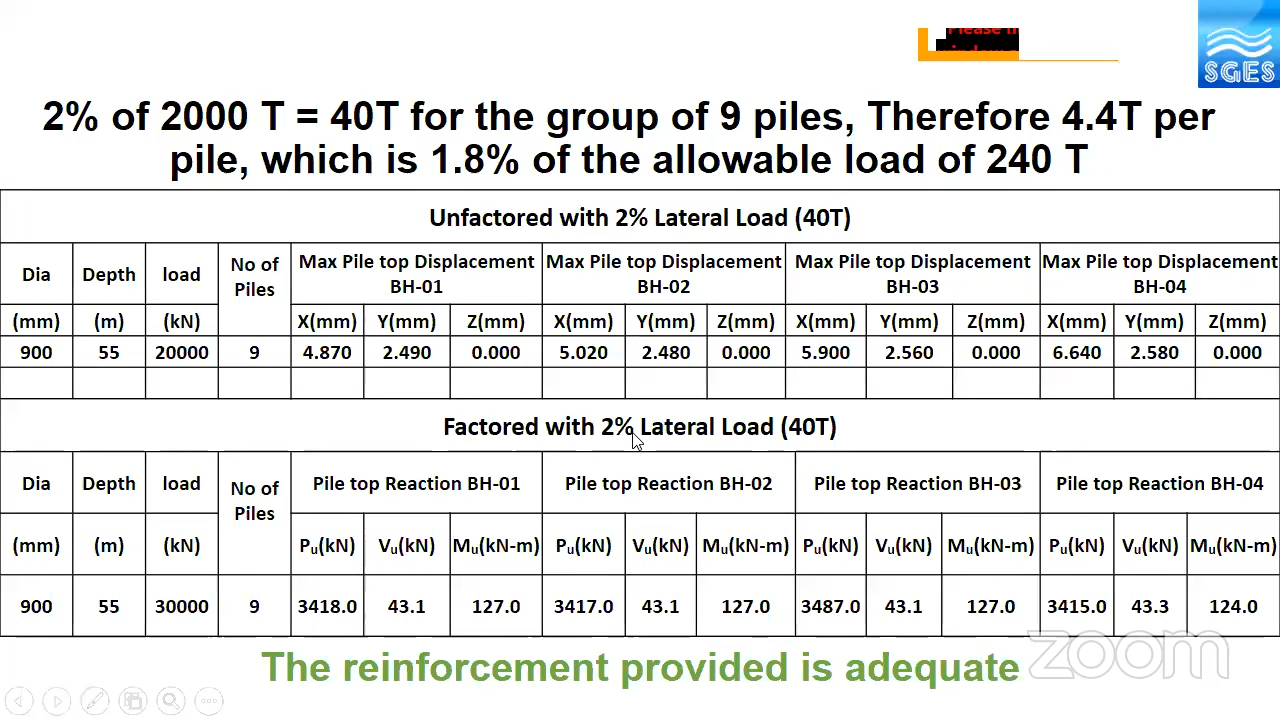 Please
SGES
2% of 2000 T = 40T for the group of 9 piles, Therefore 4.4T per
pile, which is 1.8% of the allowable load of 240 T
Unfactored with 2% Lateral Load (40T)
Dia Depth load No of Piles Max Pile top Displacement BH-01 Max Pile top Displacement BH-02 Max Pile top Displacement BH-03 Max Pile top Displacement BH-04
(mm) (m) (kN) X(mm) Y(mm) Z(mm) X(mm) Y(mm) Z(mm) X(mm) Y(mm) Z(mm) X(mm) Y(mm) Z(mm)
900 55 20000 9 4.870 2.490 0.000 5.020 2.480 0.000 5.900 2.560 0.000 6.640 2.580 0.000
Factored with 2% Lateral Load (40T)
Dia Depth load No of Piles Pile top Reaction BH-01 Pile top Reaction BH-02 Pile top Reaction BH-03 Pile top Reaction BH-04
(mm) (m) (kN) Pu(kN) Vu(kN) Mu(kN-m) Pu(kN) Vu(kN) Mu(kN-m) Pu(kN) Vu(kN) Mu(kN-m) Pu(kN) Vu(kN) Mu(kN-m)
900 55 30000 9 3418.0 43.1 127.0 3417.0 43.1 127.0 3487.0 43.1 127.0 3415.0 43.3 124.0
The reinforcement provided is adequate
zoom